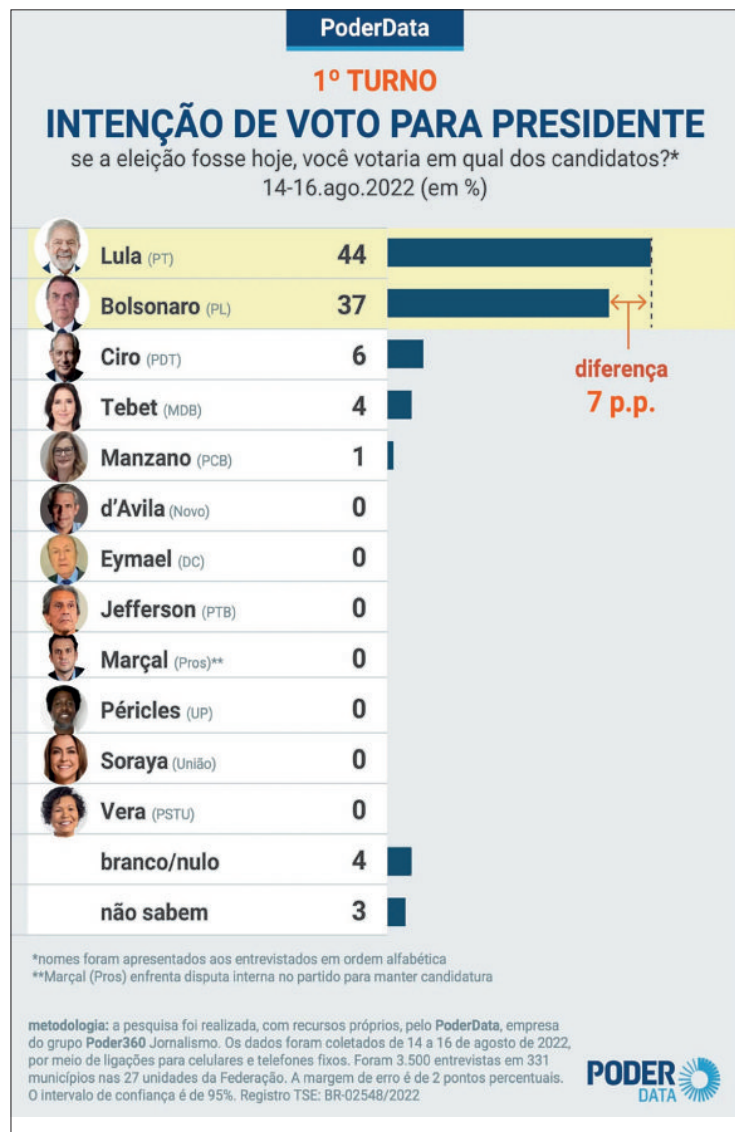 PoderData
1º TURNO
INTENÇÃO DE VOTO PARA PRESIDENTE
se a eleição fosse hoje, você votaria em qual dos candidatos?*
14-16.ago.2022 (em %)
Lula (PT) 44
Bolsonaro (PL) 37
Ciro (PDT) 6
diferença
7 p.p.
Tebet (MDB) 4
Manzano (PCB) 1
d’Avila (Novo) 0
Eymael (DC) 0
Jefferson (PTB) 0
Marçal (Pros)** 0
Péricles (UP) 0
Soraya (União) 0
Vera (PSTU) 0
branco/nulo 4
não sabem 3
*nomes foram apresentados aos entrevistados em ordem alfabética
**Marçal (Pros) enfrenta disputa interna no partido para manter candidatura
metodologia: a pesquisa foi realizada, com recursos próprios, pelo PoderData, empresa
do grupo Poder360 Jornalismo. Os dados foram coletados de 14 a 16 de agosto de 2022,
por meio de ligações para celulares e telefones fixos. Foram 3.500 entrevistas em 331
municípios nas 27 unidades da Federação. A margem de erro é de 2 pontos percentuais.
O intervalo de confiança é de 95%. Registro TSE: BR-02548/2022
PODER
DATA